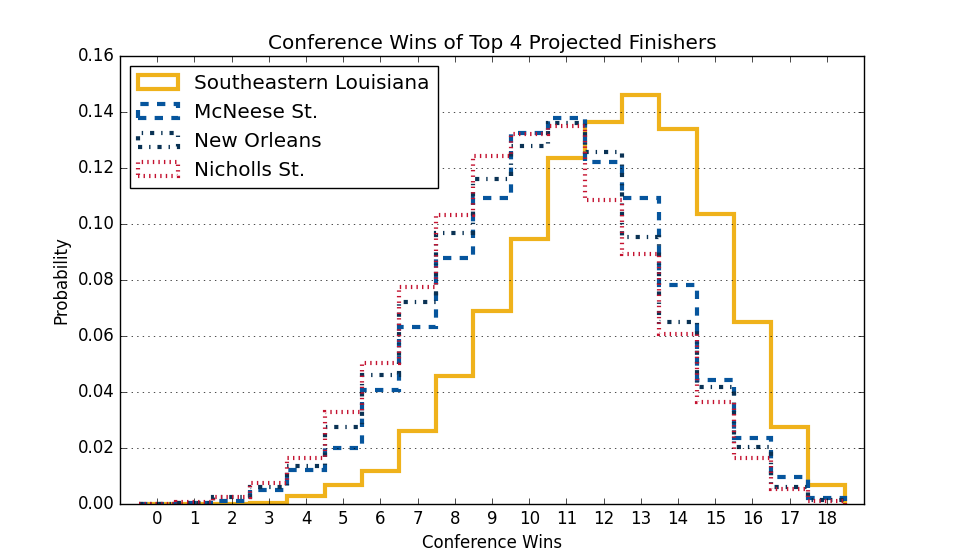 Conference Wins of Top 4 Projected Finishers
0.16
0.14
0.12
0.10
0.08
0.06
0.04
0.02
0.00
Probability
Southeastern Louisiana
McNeese St.
New Orleans
Nicholls St.
0 1 2 3 4 5 6 7 8 9 10 11 12 13 14 15 16 17 18
Conference Wins